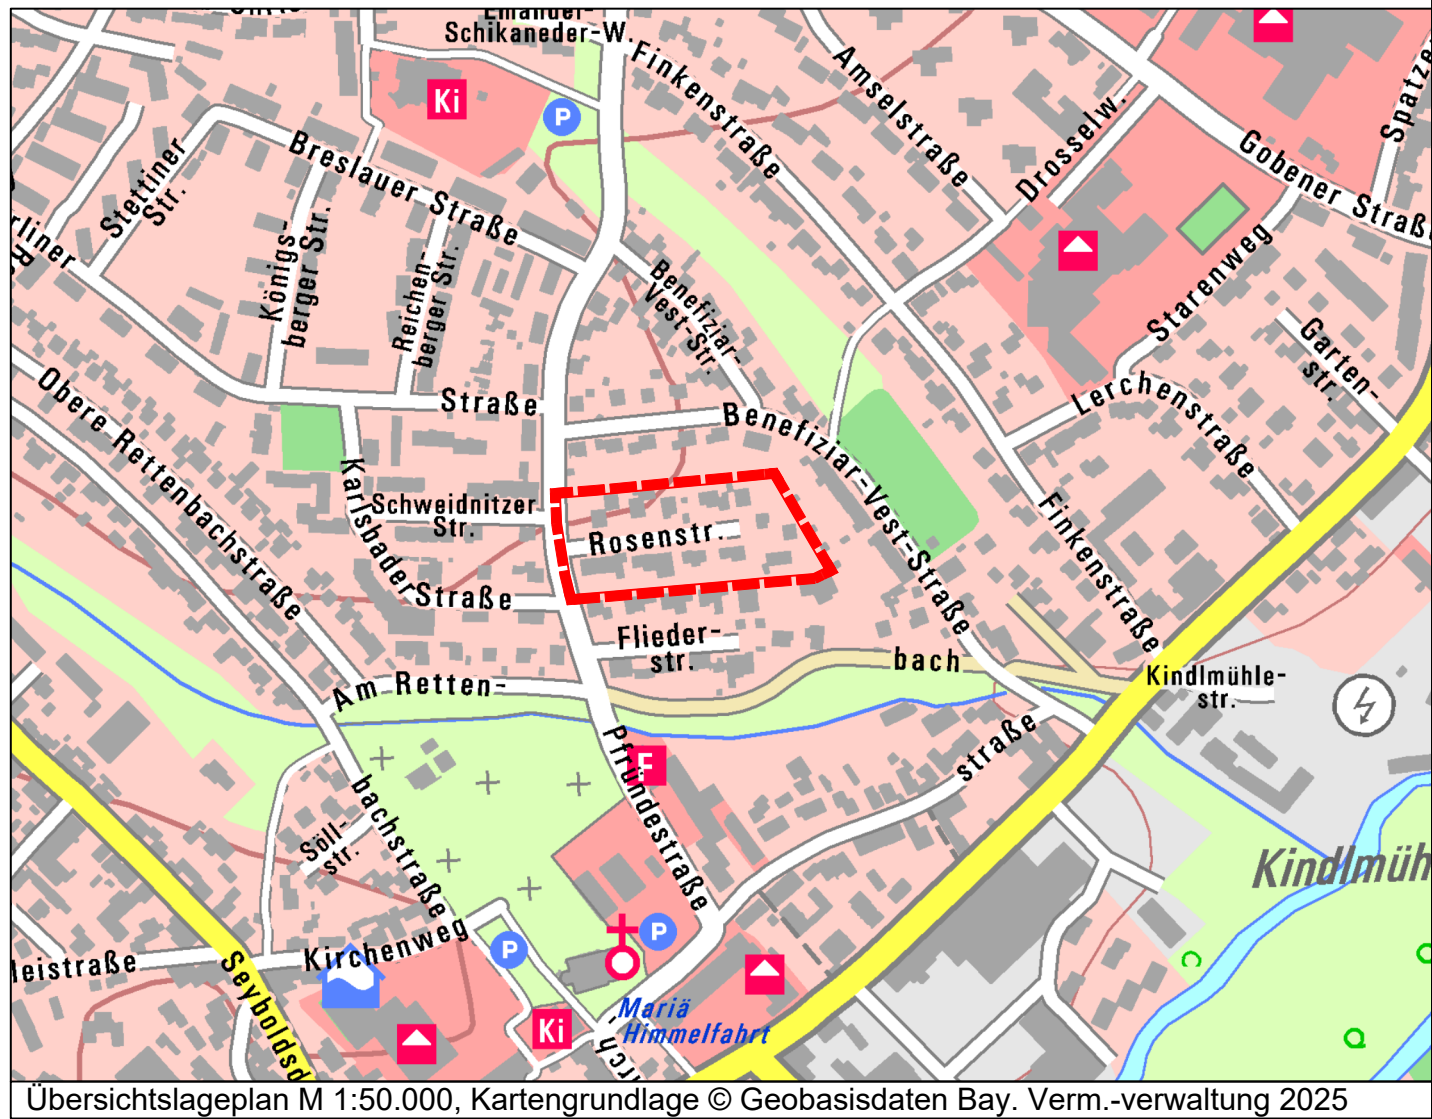 Emanuel-
Schikaneder-W.
Finkenstraße
Amselstraße
Drosselw.
Gobener Straße
Ki
P
Stettiner
Str.
Breslauer Straße
Königs-
berger Str.
Reichen-
berger Str.
Benefiziar-
Vest-Str.
Starenweg
Garten-
str.
Lerchenstraße
Straße
Benefiziar-Vest-Straße
Obere Rettenbachstraße
Karlsbader
Straße
Schweidnitzer
Str.
Rosenstr.
Finkenstraße
Flieder-
str.
bach
Am Retten-
Kindlmühle-
str.
Pfründestraße
F
straße
bachstraße
Söll-
str.
Kirchenweg
P
P
Mariä
Himmelfahrt
Ki
Übersichtslageplan M 1:50.000, Kartengrundlage © Geobasisdaten Bay. Verm.-verwaltung 2025